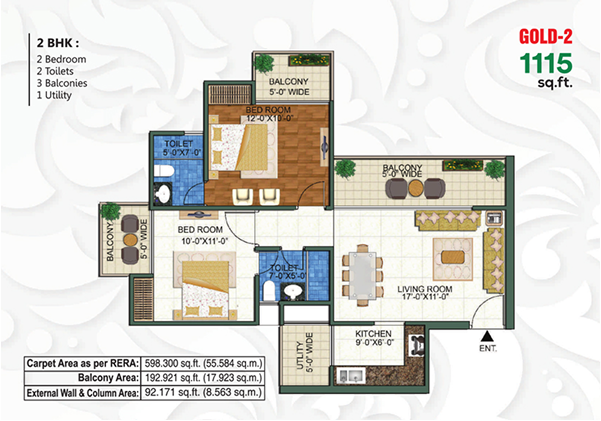 2 BHK :
2 Bedroom
2 Toilets
3 Balconies
1 Utility
GOLD-2
1115
sq.ft.
BALCONY
5'-0" WIDE
BED ROOM
12'-0"X10'-0"
TOILET
5'-0"X7'-0"
BALCONY
5'-0" WIDE
BALCONY
5'-0" WIDE
BED ROOM
10'-0"X11'-0"
TOILET
7'-0"X5'-0"
LIVING ROOM
17'-0"X11'-0"
KITCHEN
9'-0"X6'-0"
UTLITY
5'-0" WIDE
ENT.
Carpet Area as per RERA: 598.300 sq.ft. (55.584 sq.m.)
Balcony Area: 192.921 sq.ft. (17.923 sq.m.)
External Wall & Column Area: 92.171 sq.ft. (8.563 sq.m.)